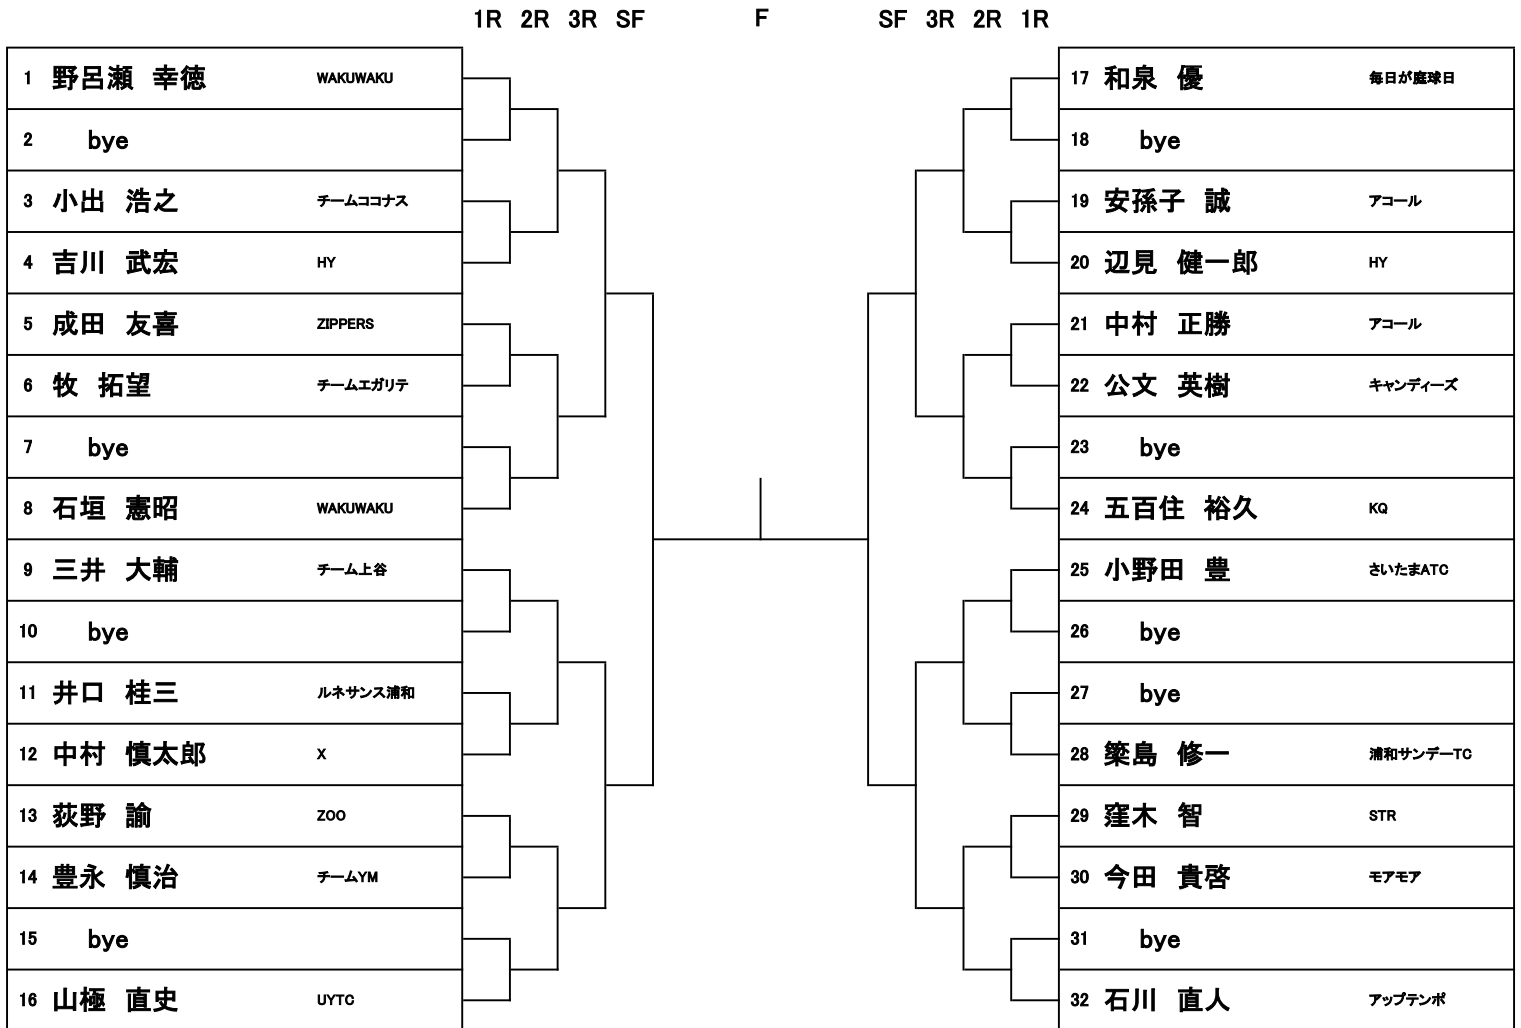 1R 2R 3R SF F SF 3R 2R 1R
1 野呂瀬 幸徳 WAKUWAKU
2 bye
3 小出 浩之 チームココナス
4 吉川 武宏 HY
5 成田 友喜 ZIPPERS
6 牧 拓望 チームエガリテ
7 bye
8 石垣 憲昭 WAKUWAKU
9 三井 大輔 チーム上谷
10 bye
11 井口 桂三 ルネサンス浦和
12 中村 慎太郎 X
13 荻野 諭 ZOO
14 豊永 慎治 チームYM
15 bye
16 山極 直史 UYTC
17 和泉 優 毎日が庭球日
18 bye
19 安孫子 誠 アコール
20 辺見 健一郎 HY
21 中村 正勝 アコール
22 公文 英樹 キャンディーズ
23 bye
24 五百住 裕久 KQ
25 小野田 豊 さいたまATC
26 bye
27 bye
28 簗島 修一 浦和サンデーTC
29 窪木 智 STR
30 今田 貴啓 モアモア
31 bye
32 石川 直人 アップテンポ